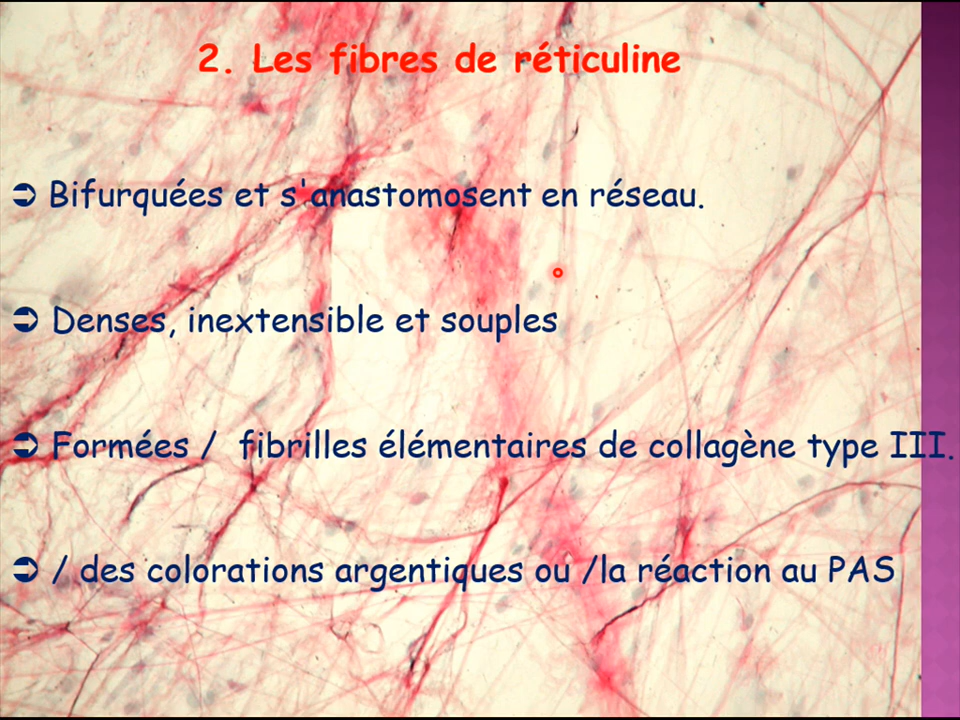 2. Les fibres de réticuline
➲ Bifurquées et s'anastomosent en réseau.
➲ Denses, inextensible et souples
➲ Formées / fibrilles élémentaires de collagène type III.
➲ / des colorations argentiques ou /la réaction au PAS